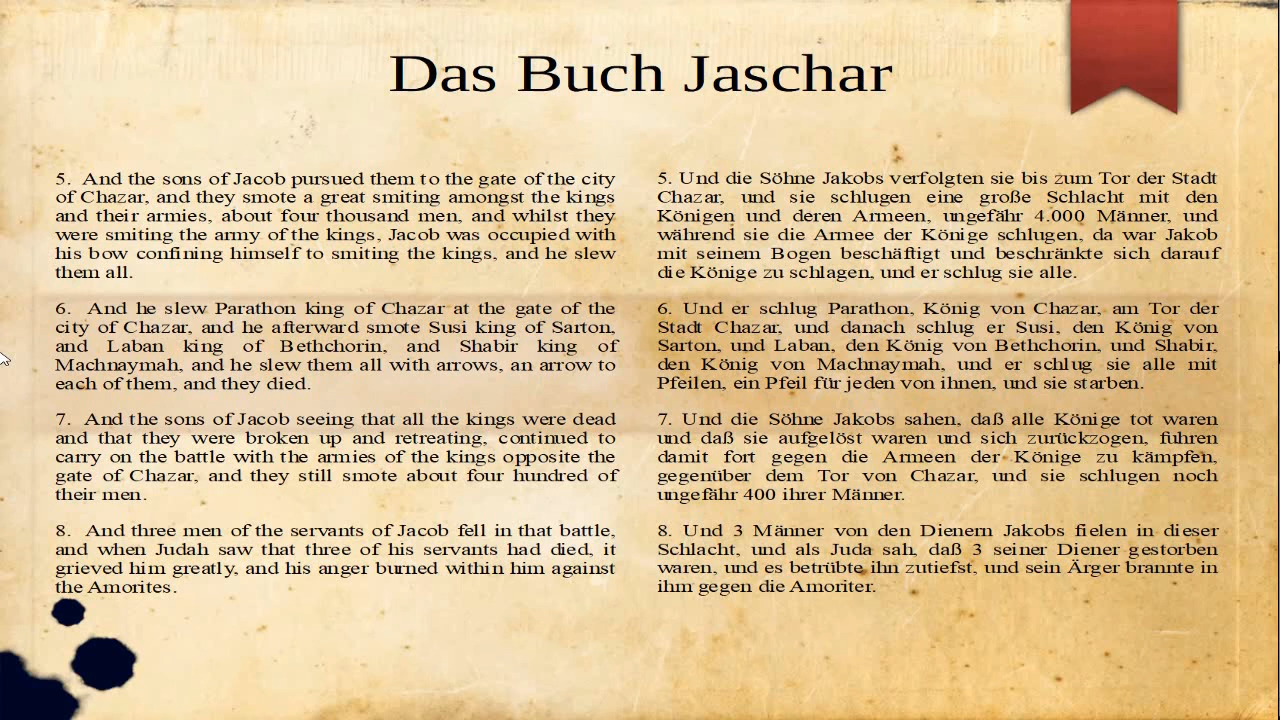 Das Buch Jaschar
5. And the sons of Jacob pursued them to the gate of the city
of Chazar, and they smote a great smiting amongst the kings
and their armies, about four thousand men, and whilst they
were smiting the army of the kings, Jacob was occupied with
his bow confining himself to smiting the kings, and he slew
them all.
6. And he slew Parathon king of Chazar at the gate of the
city of Chazar, and he afterward smote Susi king of Sarton,
and Laban king of Bethchorin, and Shabir king of
Machnaymah, and he slew them all with arrows, an arrow to
each of them, and they died.
7. And the sons of Jacob seeing that all the kings were dead
and that they were broken up and retreating, continued to
carry on the battle with the armies of the kings opposite the
gate of Chazar, and they still smote about four hundred of
their men.
8. And three men of the servants of Jacob fell in that battle,
and when Judah saw that three of his servants had died, it
grieved him greatly, and his anger burned within him against
the Amorites.
5. Und die Söhne Jakobs verfolgten sie bis zum Tor der Stadt
Chazar, und sie schlugen eine große Schlacht mit den
Königen und deren Armeen, ungefähr 4.000 Männer, und
während sie die Armee der Könige schlugen, da war Jakob
mit seinem Bogen beschäftigt und beschränkte sich darauf
die Könige zu schlagen, und er schlug sie alle.
6. Und er schlug Parathon, König von Chazar, am Tor der
Stadt Chazar, und danach schlug er Susi, den König von
Sarton, und Laban, den König von Bethchorin, und Shabir,
den König von Machnaymah, und er schlug sie alle mit
Pfeilen, ein Pfeil für jeden von ihnen, und sie starben.
7. Und die Söhne Jakobs sahen, daß alle Könige tot waren
und daß sie aufgelöst waren und sich zurückzogen, fuhren
damit fort gegen die Armeen der Könige zu kämpfen,
gegenüber dem Tor von Chazar, und sie schlugen noch
ungefähr 400 ihrer Männer.
8. Und 3 Männer von den Dienern Jakobs fielen in dieser
Schlacht, und als Juda sah, daß 3 seiner Diener gestorben
waren, und es betrübte ihn zutiefst, und sein Ärger brannte in
ihm gegen die Amoriter.